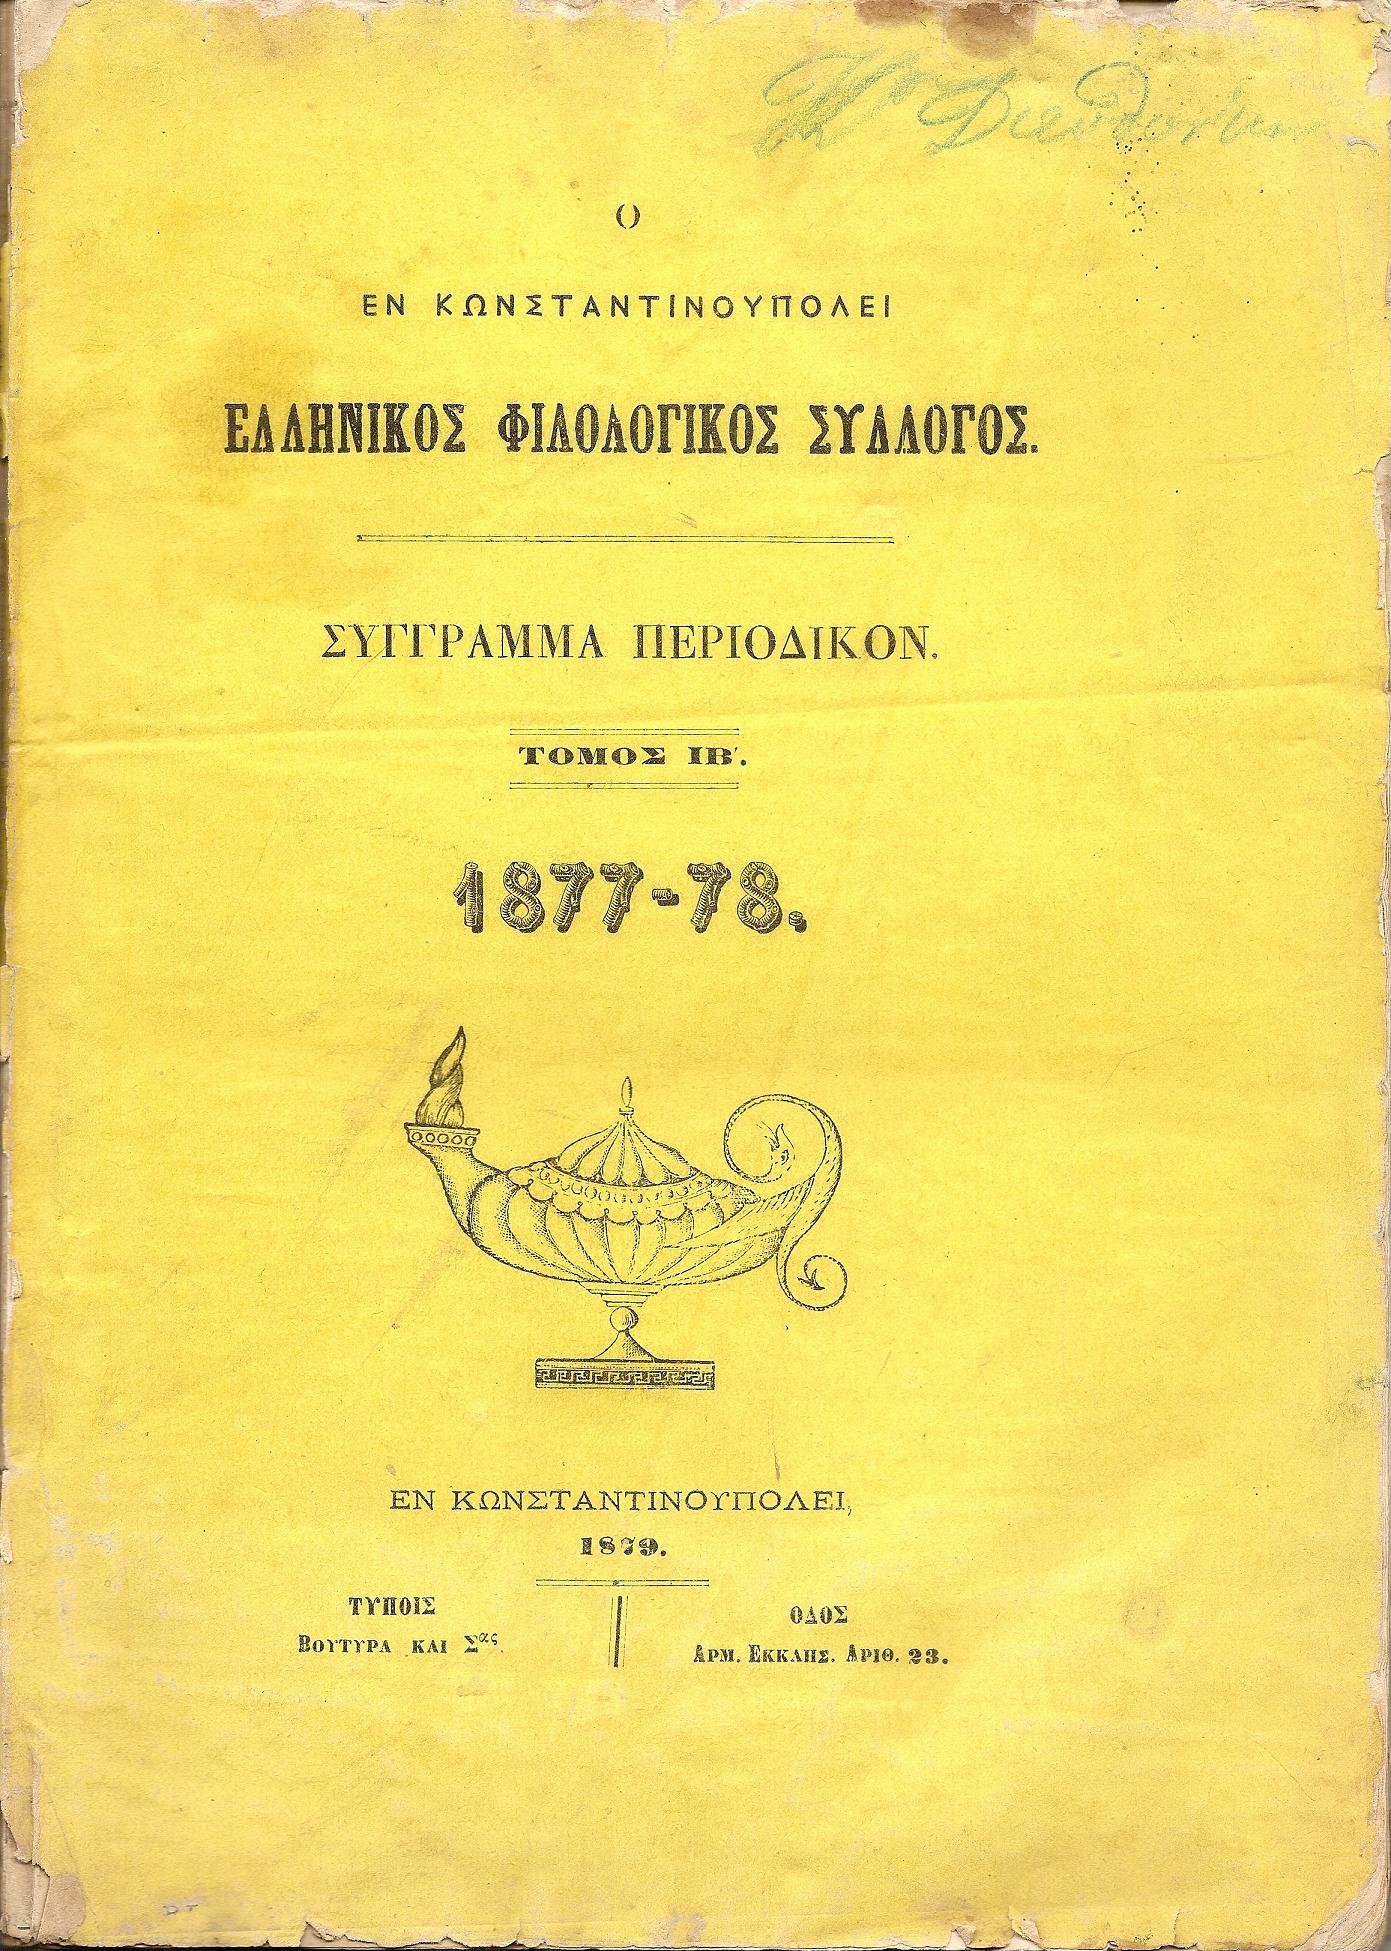 Ο
ΕΝ ΚΩΝΣΤΑΝΤΙΝΟΥΠΟΛΕΙ
ΕΛΛΗΝΙΚΟΣ ΦΙΛΟΛΟΓΙΚΟΣ ΣΥΛΛΟΓΟΣ.
ΣΥΓΓΡΑΜΜΑ ΠΕΡΙΟΔΙΚΟΝ.
ΤΟΜΟΣ ΙΒ΄.
1877-78.
ΕΝ ΚΩΝΣΤΑΝΤΙΝΟΥΠΟΛΕΙ,
1879.
ΤΥΠΟΙΣ
ΒΟΥΤΥΡΑ ΚΑΙ Σας.
ΟΔΟΣ
ΑΡΜ. ΕΚΚΛΗΣ. ΑΡΙΘ. 23.